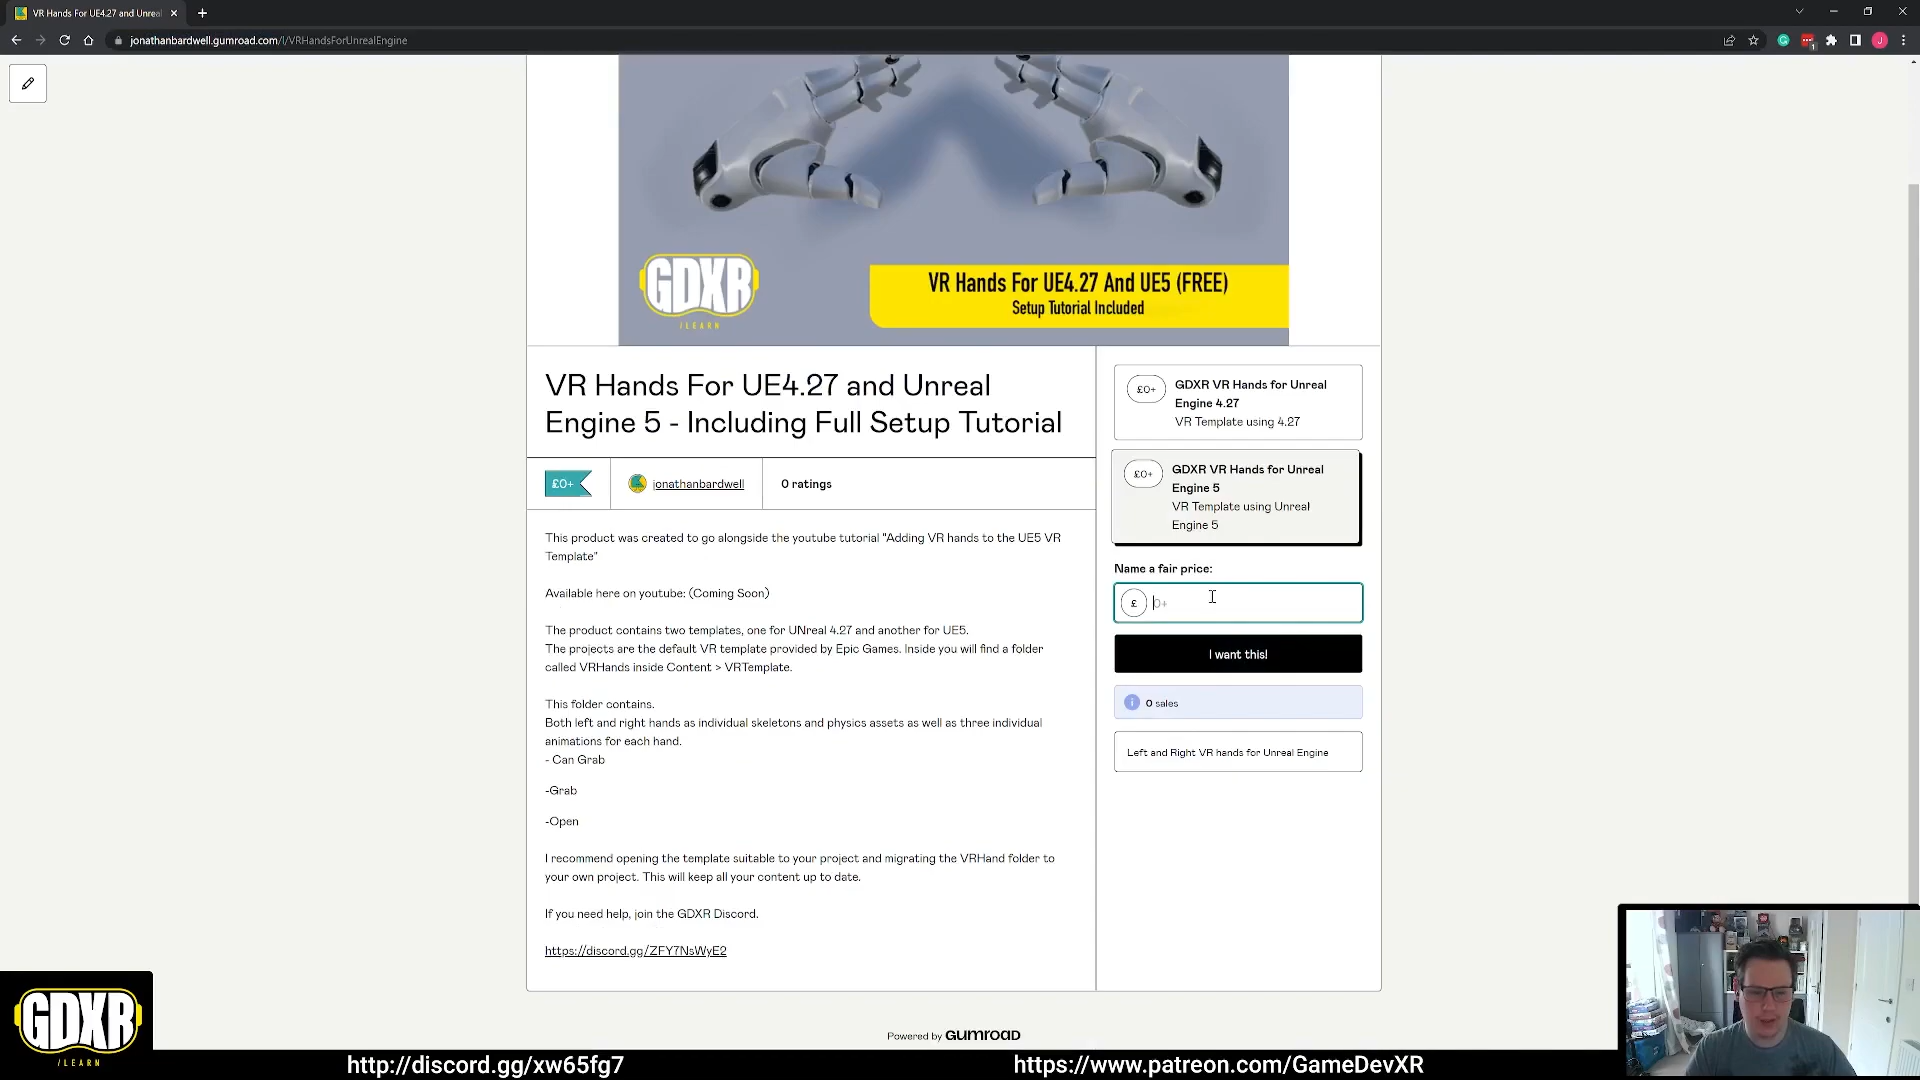 VR Hands For UE4.27 and Unrea
jonathanbardwell.gumroad.com/l/VRHandsForUnrealEngine
1
J
GDXR
/LEARN
VR Hands For UE4.27 And UE5 (FREE)
Setup Tutorial Included
VR Hands For UE4.27 and Unreal
Engine 5 - Including Full Setup Tutorial
£0+
jonathanbardwell
0 ratings
This product was created to go alongside the youtube tutorial "Adding VR hands to the UE5 VR
Template"
Available here on youtube: (Coming Soon)
The product contains two templates, one for UNreal 4.27 and another for UE5.
The projects are the default VR template provided by Epic Games. Inside you will find a folder
called VRHands inside Content > VRTemplate.
This folder contains.
Both left and right hands as individual skeletons and physics assets as well as three individual
animations for each hand.
- Can Grab
-Grab
-Open
I recommend opening the template suitable to your project and migrating the VRHand folder to
your own project. This will keep all your content up to date.
If you need help, join the GDXR Discord.
https://discord.gg/ZFY7NsWyE2
£0+
GDXR VR Hands for Unreal
Engine 4.27
VR Template using 4.27
£0+
GDXR VR Hands for Unreal
Engine 5
VR Template using Unreal
Engine 5
Name a fair price:
£
0+
I want this!
0 sales
Left and Right VR hands for Unreal Engine
Powered by GUMROAD
GDXR
/LEARN
http://discord.gg/xw65fg7
https://www.patreon.com/GameDevXR